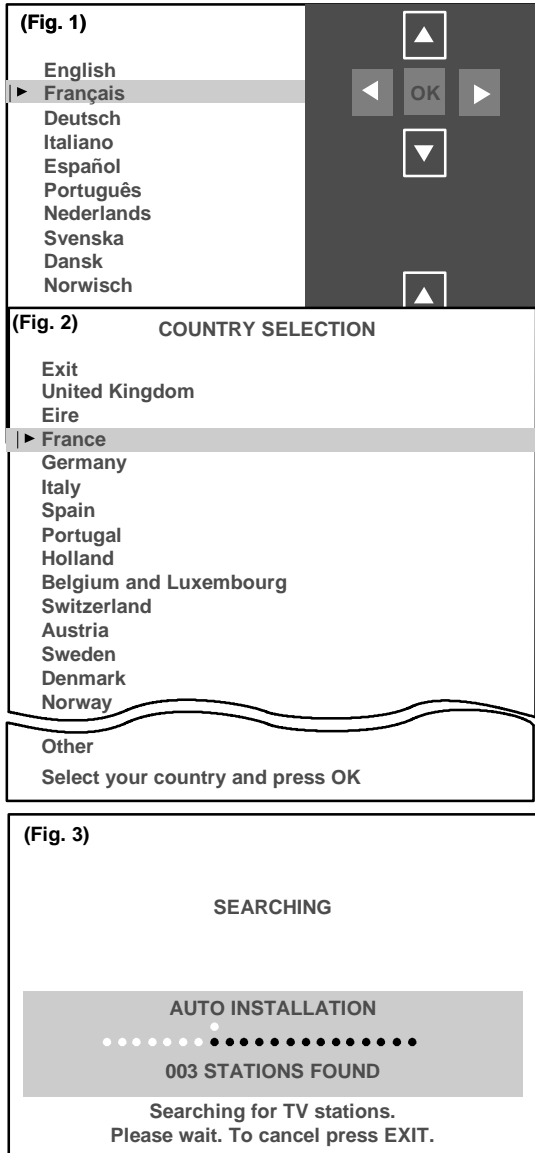 (Fig. 1)
English
Français
Deutsch
Italiano
Español
Português
Nederlands
Svenska
Dansk
Norwisch
OK
(Fig. 2)
COUNTRY SELECTION
Exit
United Kingdom
Eire
France
Germany
Italy
Spain
Portugal
Holland
Belgium and Luxembourg
Switzerland
Austria
Sweden
Denmark
Norway
Other
Select your country and press OK
(Fig. 3)
SEARCHING
AUTO INSTALLATION
003 STATIONS FOUND
Searching for TV stations.
Please wait. To cancel press EXIT.